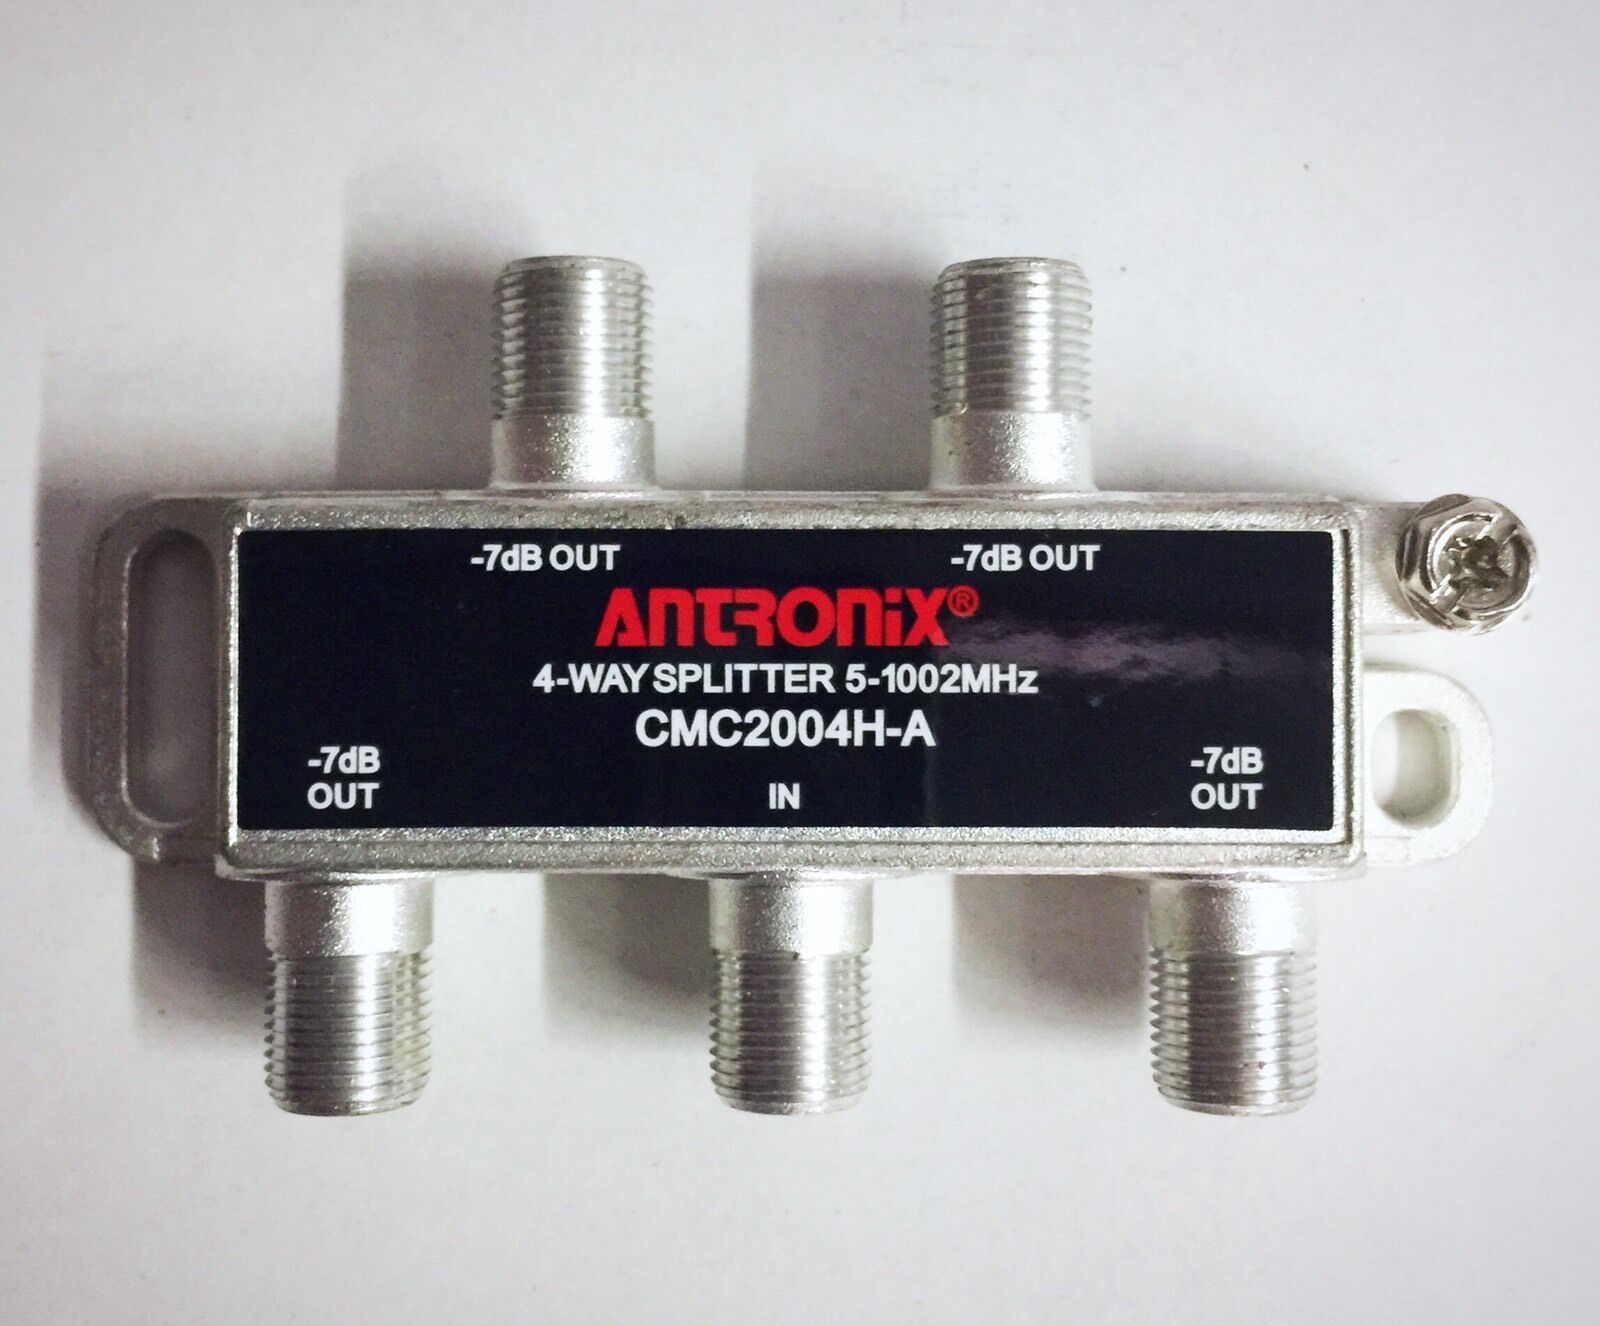 -7dB OUT
-7dB OUT
ANTRONiX®
4-WAY SPLITTER 5-1002MHz
CMC2004H-A
-7dB
OUT
IN
-7dB
OUT